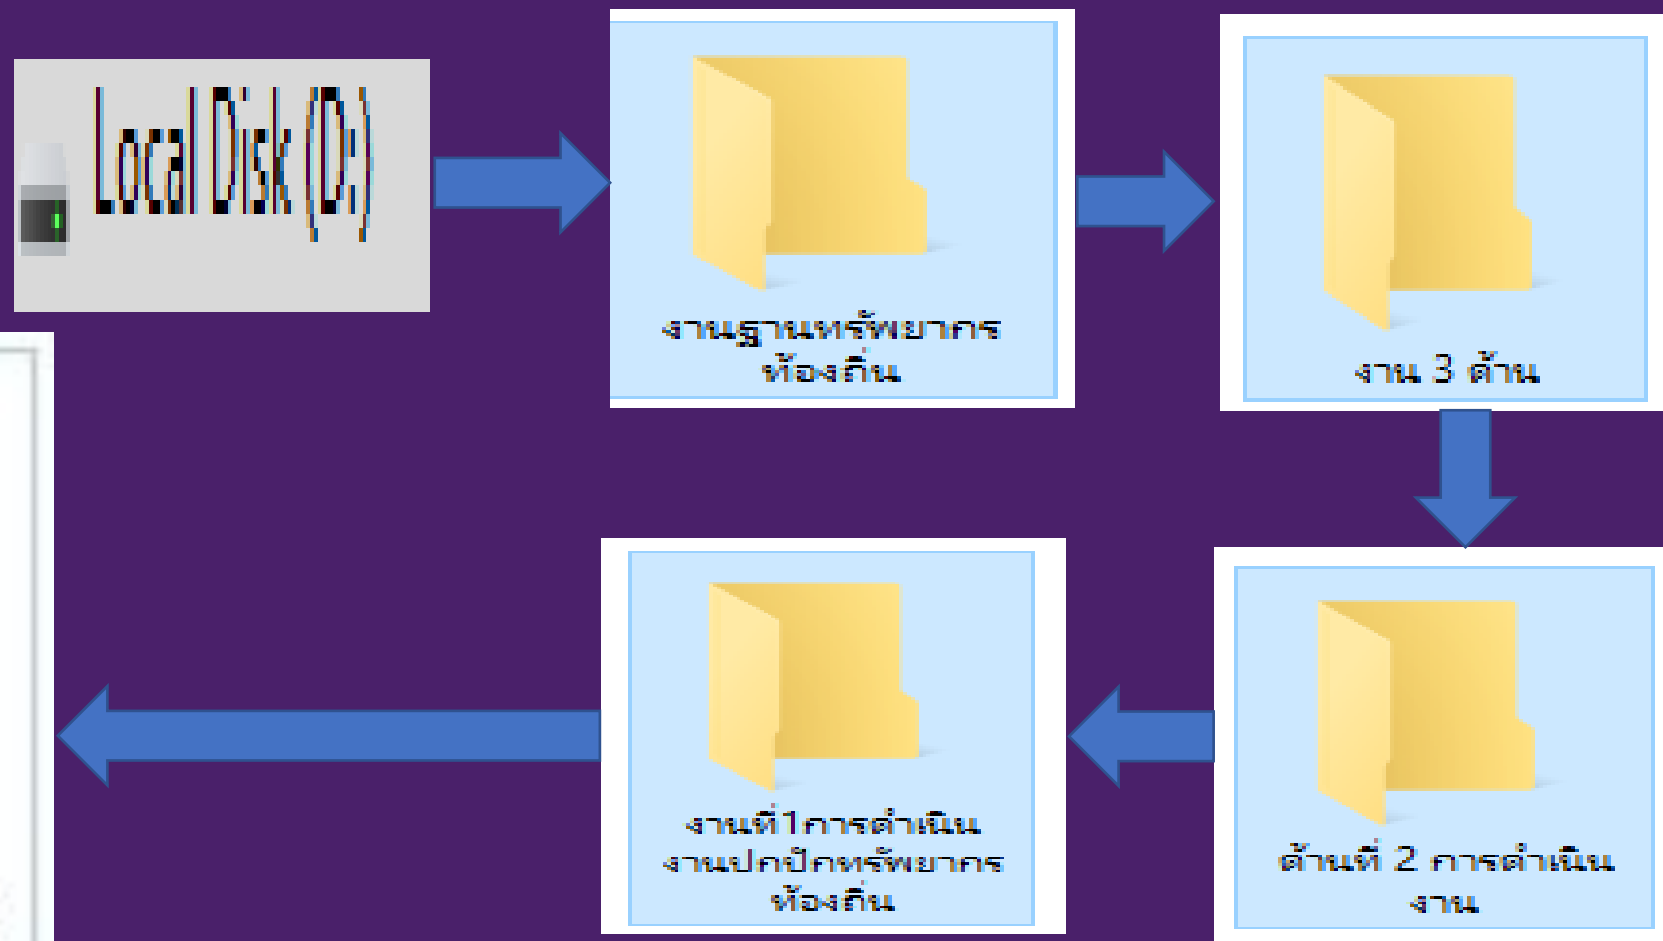 Local Disk (D:)
งานฐานทรัพยากร
ท้องถิ่น
งาน 3 ด้าน
ด้านที่ 2 การดำเนิน
งาน
งานที่1การดำเนิน
งานปกปักทรัพยากร
ท้องถิ่น